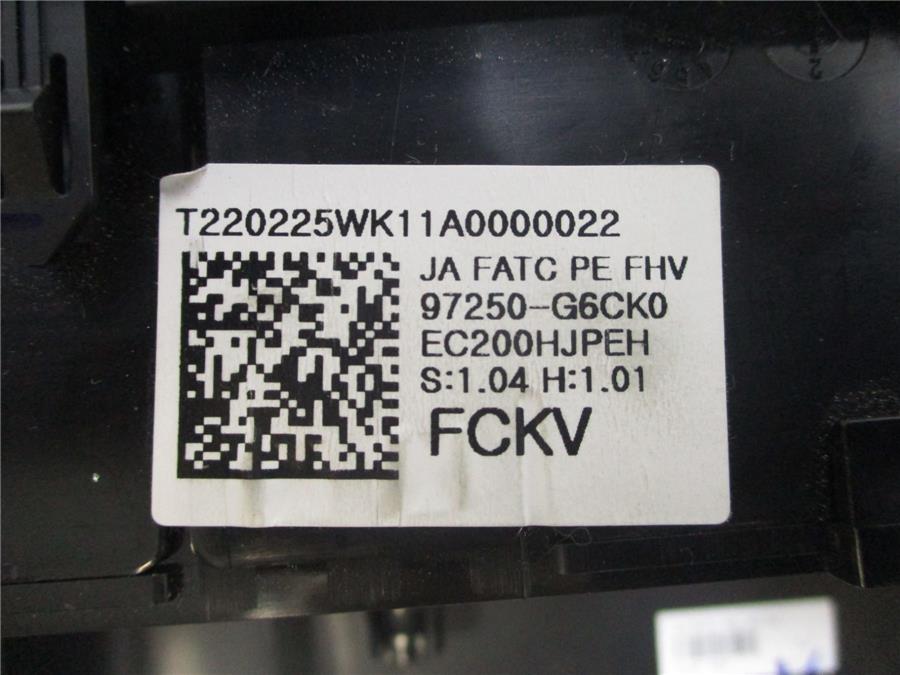 T220225WK11A0000022
JA FATC PE FHV
97250-G6CK0
EC200HJPEH
S:1.04 H:1.01
FCKV